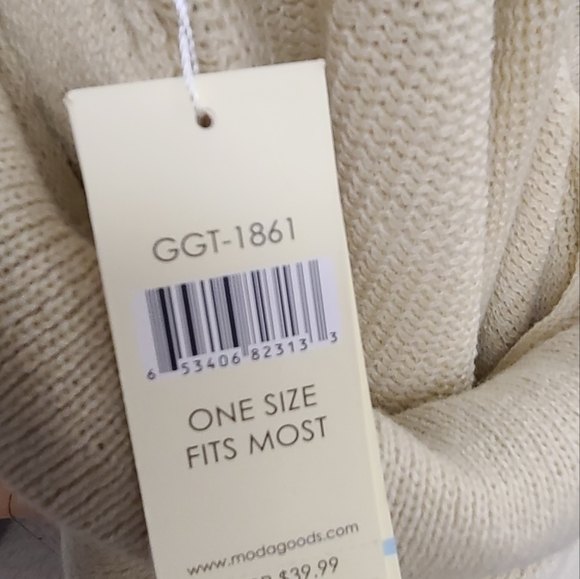 GGT-1861
6 53406 82313 3
ONE SIZE
FITS MOST
www.modagoods.com
$39.99